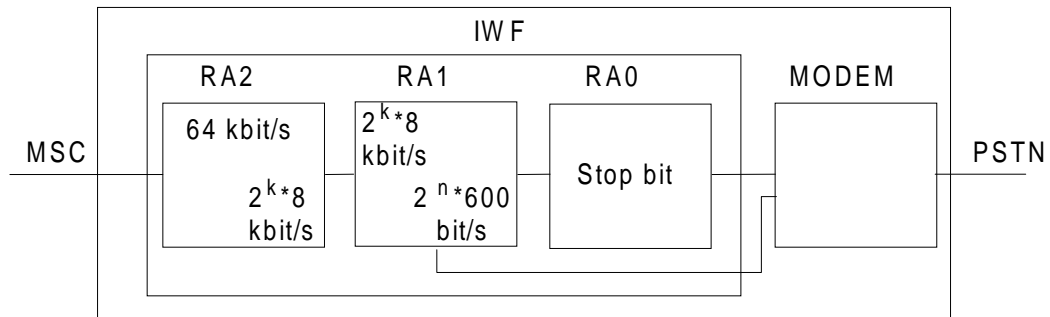 IWF
RA2
RA1
RA0
MODEM
64 kbit/s
2^k*8
kbit/s
2^k*8
kbit/s
2^n*600
bit/s
Stop bit
MSC
PSTN